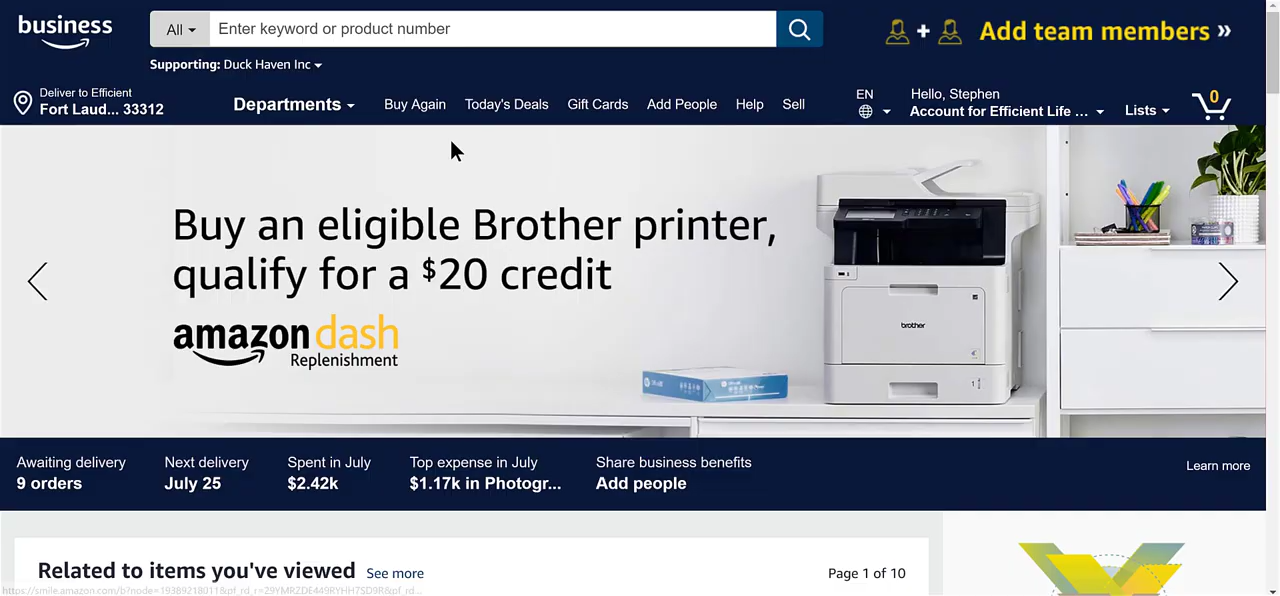 business
All
Enter keyword or product number
+ Add team members »
Supporting: Duck Haven Inc
Deliver to Efficient
Fort Laud... 33312
Departments
Buy Again
Today's Deals
Gift Cards
Add People
Help
Sell
EN
Hello, Stephen
Account for Efficient Life ...
Lists
0
Buy an eligible Brother printer,
qualify for a $20 credit
amazon dash
Replenishment
brother
Awaiting delivery
9 orders
Next delivery
July 25
Spent in July
$2.42k
Top expense in July
$1.17k in Photogr...
Share business benefits
Add people
Learn more
Related to items you've viewed
See more
Page 1 of 10